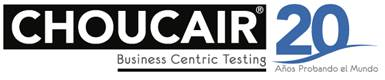 CHOUCAIR® 20
Business Centric Testing
Años Probando el Mundo